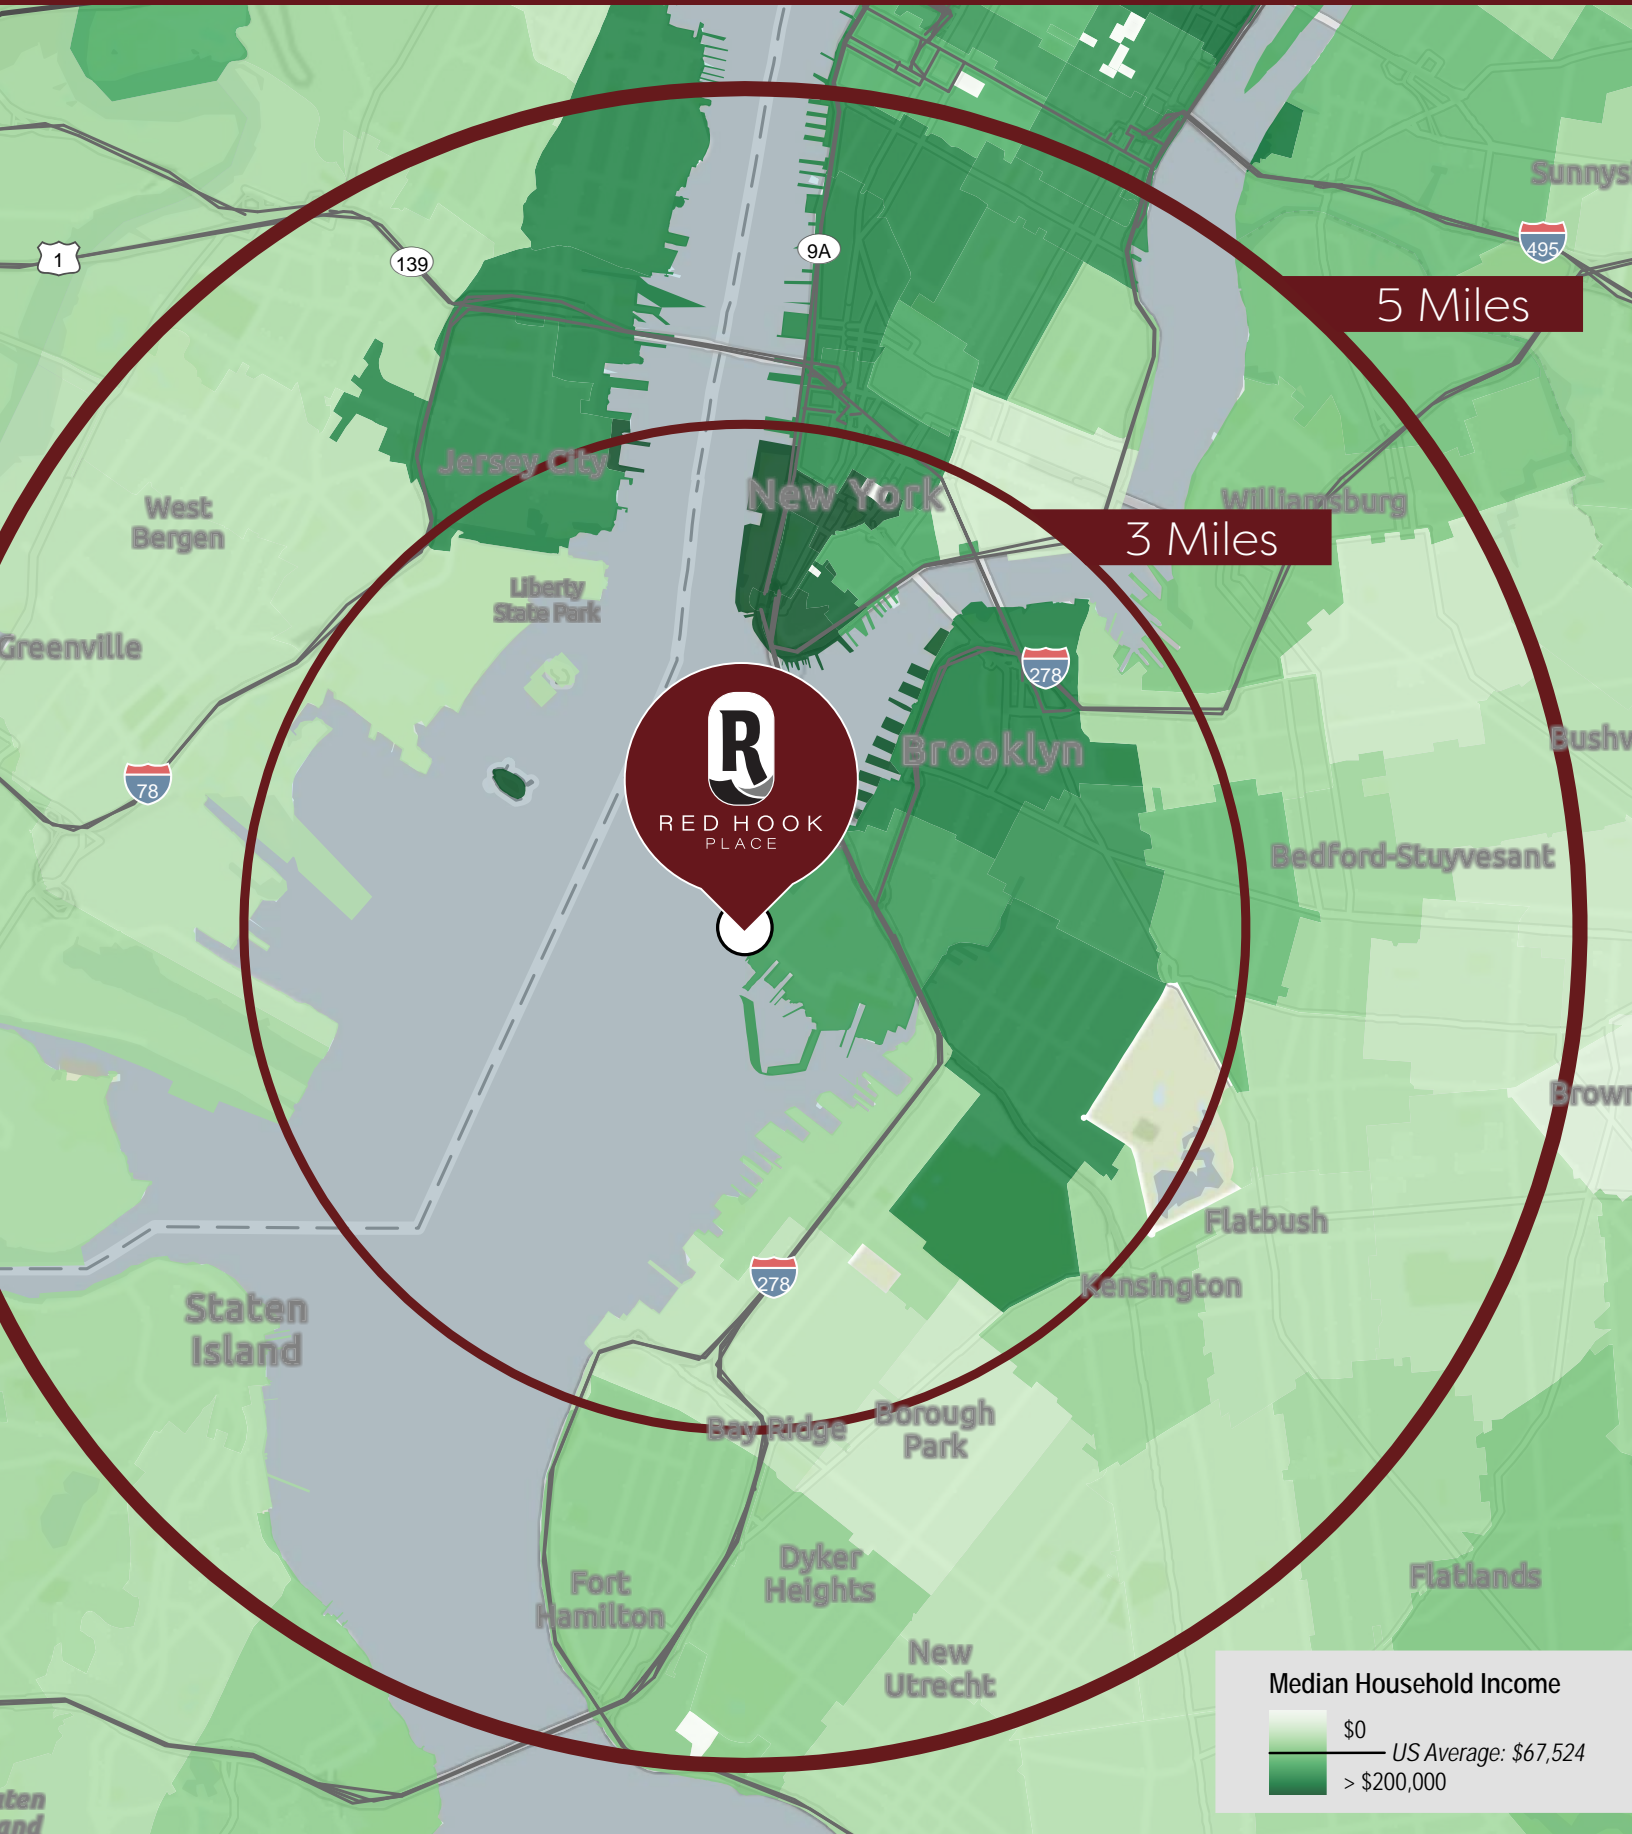 Sunnys
1
139
9A
495
5 Miles
Jersey City
New York
West
Bergen
Williamsburg
3 Miles
Liberty
State Park
Greenville
278
R
RED HOOK
PLACE
Brooklyn
Bushw
78
Bedford-Stuyvesant
Brown
Flatbush
278
Kensington
Staten
Island
Bay Ridge
Borough
Park
Dyker
Heights
Fort
Hamilton
Flatlands
New
Utrecht
Median Household Income
$0
US Average: $67,524
> $200,000
aten
and